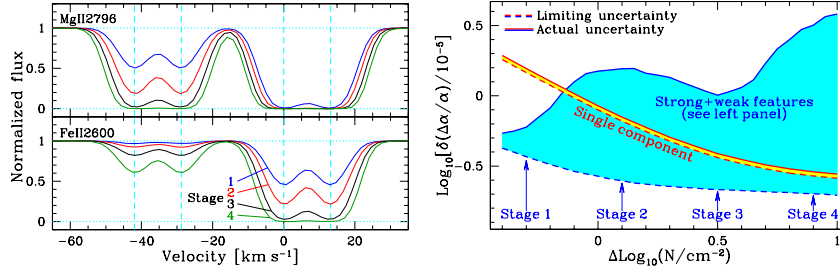 MgII2796
1
0.5
0
Normalized flux
FeII2600
1
0.5
0
1
2
Stage 3
4
−60 −40 −20 0 20
Velocity [km s⁻¹]
Limiting uncertainty
Actual uncertainty
0.5
0
−0.5
Log₁₀[δ(Δα/α)/10⁻⁵]
Strong+weak features
(see left panel)
Single component
Stage 1 Stage 2 Stage 3 Stage 4
0 0.5 1
ΔLog₁₀(N/cm⁻²)